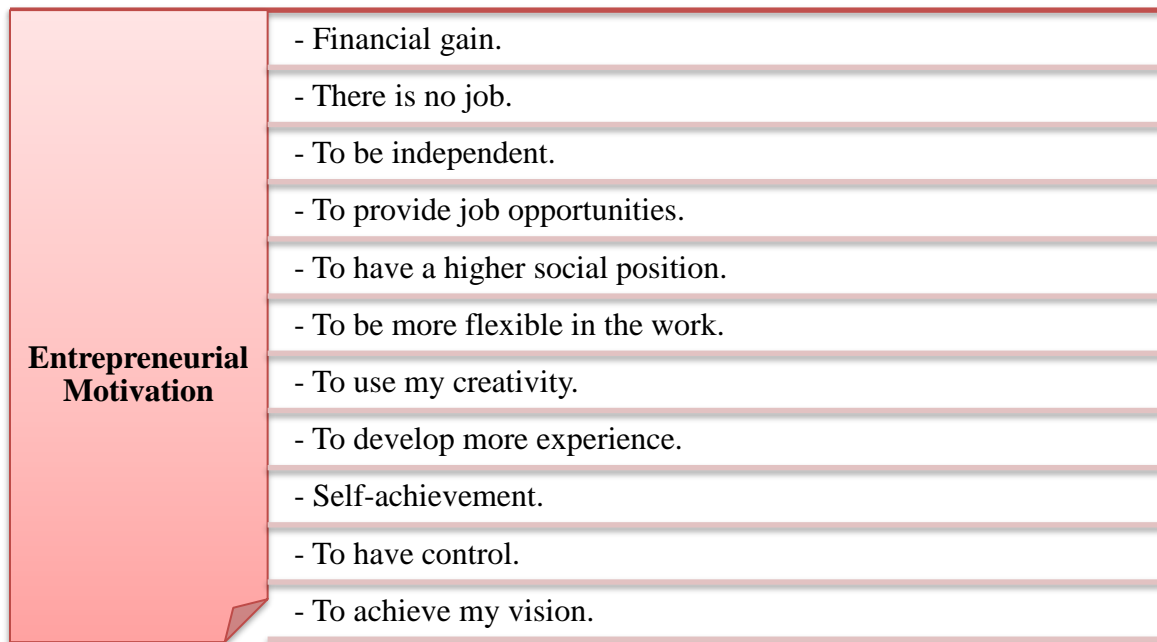 Entrepreneurial
Motivation
- Financial gain.
- There is no job.
- To be independent.
- To provide job opportunities.
- To have a higher social position.
- To be more flexible in the work.
- To use my creativity.
- To develop more experience.
- Self-achievement.
- To have control.
- To achieve my vision.